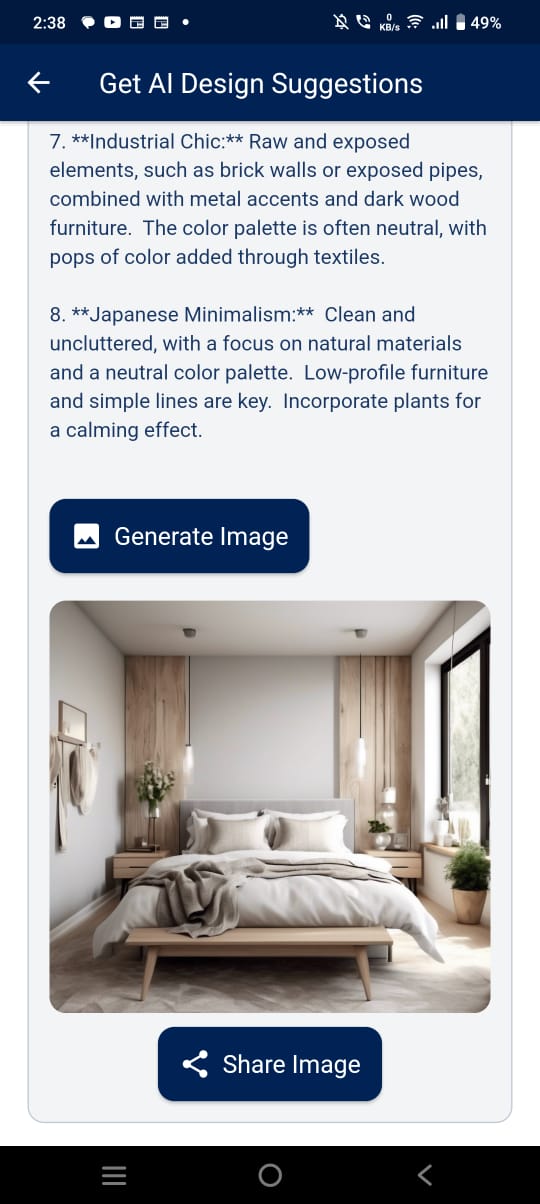 2:38
0
KB/s
49%
Get AI Design Suggestions
7. **Industrial Chic:** Raw and exposed
elements, such as brick walls or exposed pipes,
combined with metal accents and dark wood
furniture.  The color palette is often neutral, with
pops of color added through textiles.
8. **Japanese Minimalism:**  Clean and
uncluttered, with a focus on natural materials
and a neutral color palette.  Low-profile furniture
and simple lines are key.  Incorporate plants for
a calming effect.
Generate Image
Share Image